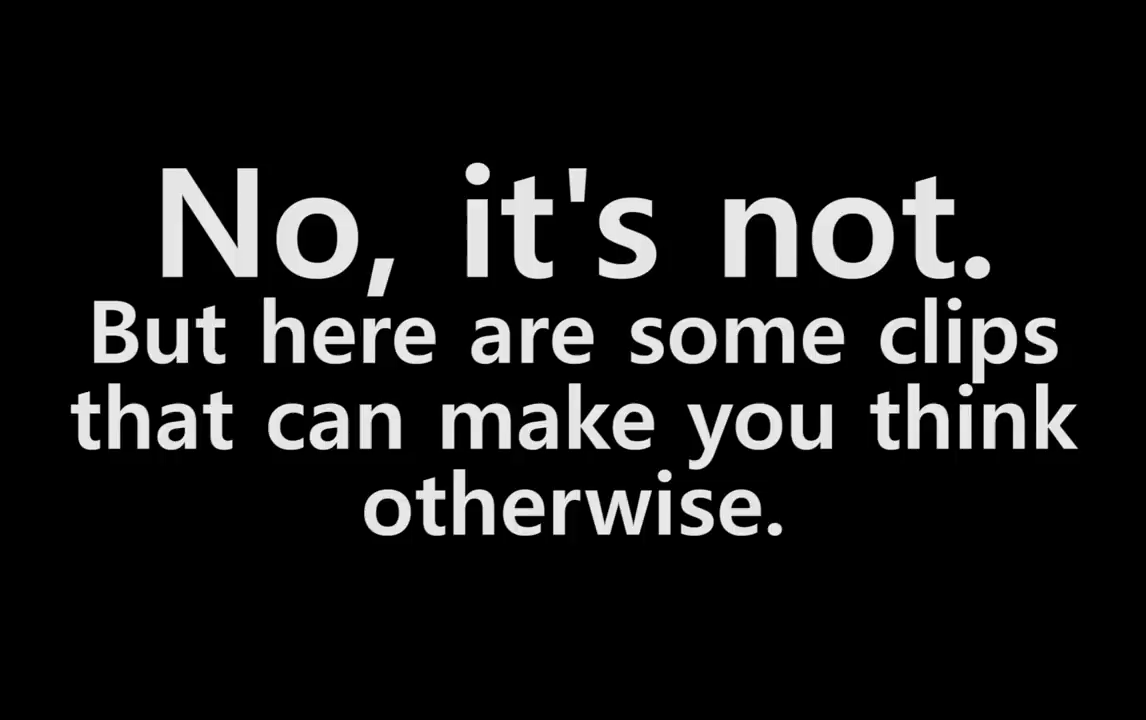 No, it's not.
But here are some clips
that can make you think
otherwise.